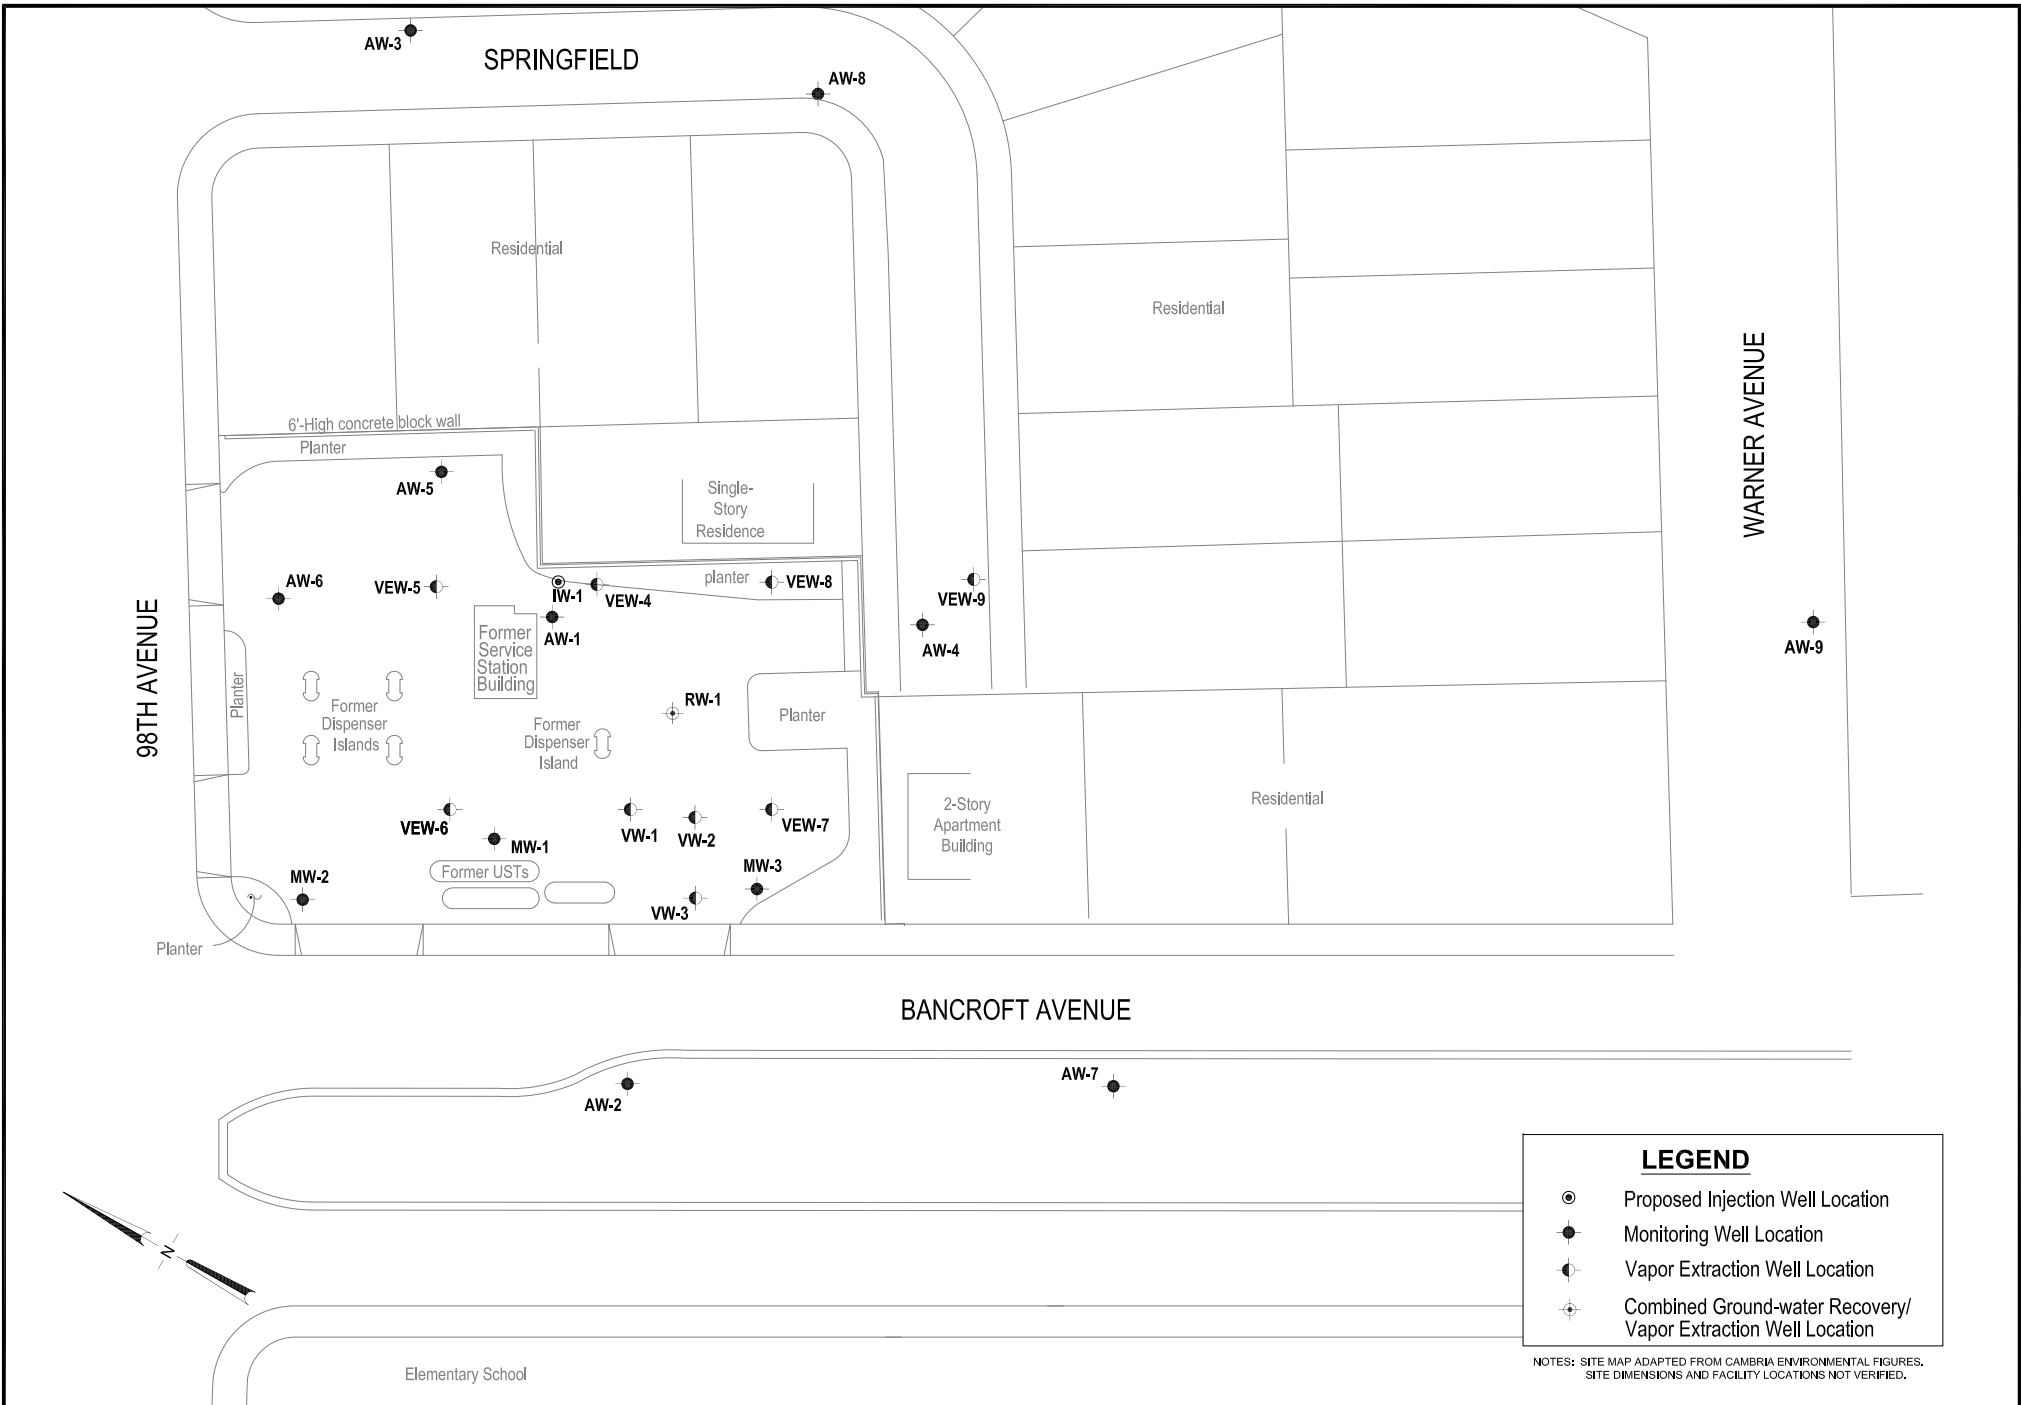 AW-3
SPRINGFIELD
AW-8
Residential
Residential
WARNER AVENUE
6'-High concrete block wall
Planter
AW-5
Single-
Story
Residence
AW-6
VEW-5
IW-1
VEW-4
planter
VEW-8
VEW-9
98TH AVENUE
Former
Service
Station
Building
AW-1
AW-4
AW-9
Planter
Former
Dispenser
Islands
Former
Dispenser
Island
RW-1
Planter
2-Story
Apartment
Building
Residential
VEW-6
MW-1
VW-1
VW-2
VEW-7
MW-2
Former USTs
MW-3
VW-3
Planter
BANCROFT AVENUE
AW-2
AW-7
N
Elementary School
LEGEND
Proposed Injection Well Location
Monitoring Well Location
Vapor Extraction Well Location
Combined Ground-water Recovery/
Vapor Extraction Well Location
NOTES: SITE MAP ADAPTED FROM CAMBRIA ENVIRONMENTAL FIGURES.
SITE DIMENSIONS AND FACILITY LOCATIONS NOT VERIFIED.